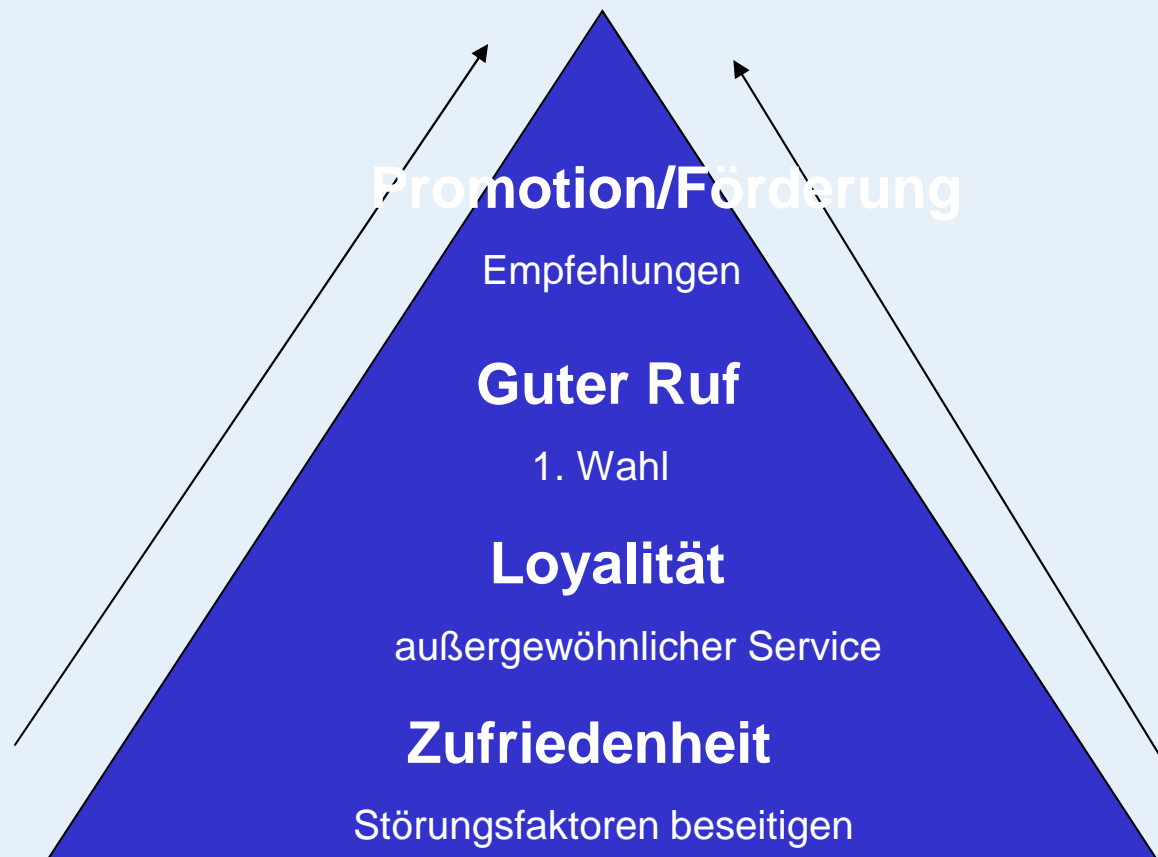 Promotion/Förderung
Empfehlungen
Guter Ruf
1. Wahl
Loyalität
außergewöhnlicher Service
Zufriedenheit
Störungsfaktoren beseitigen